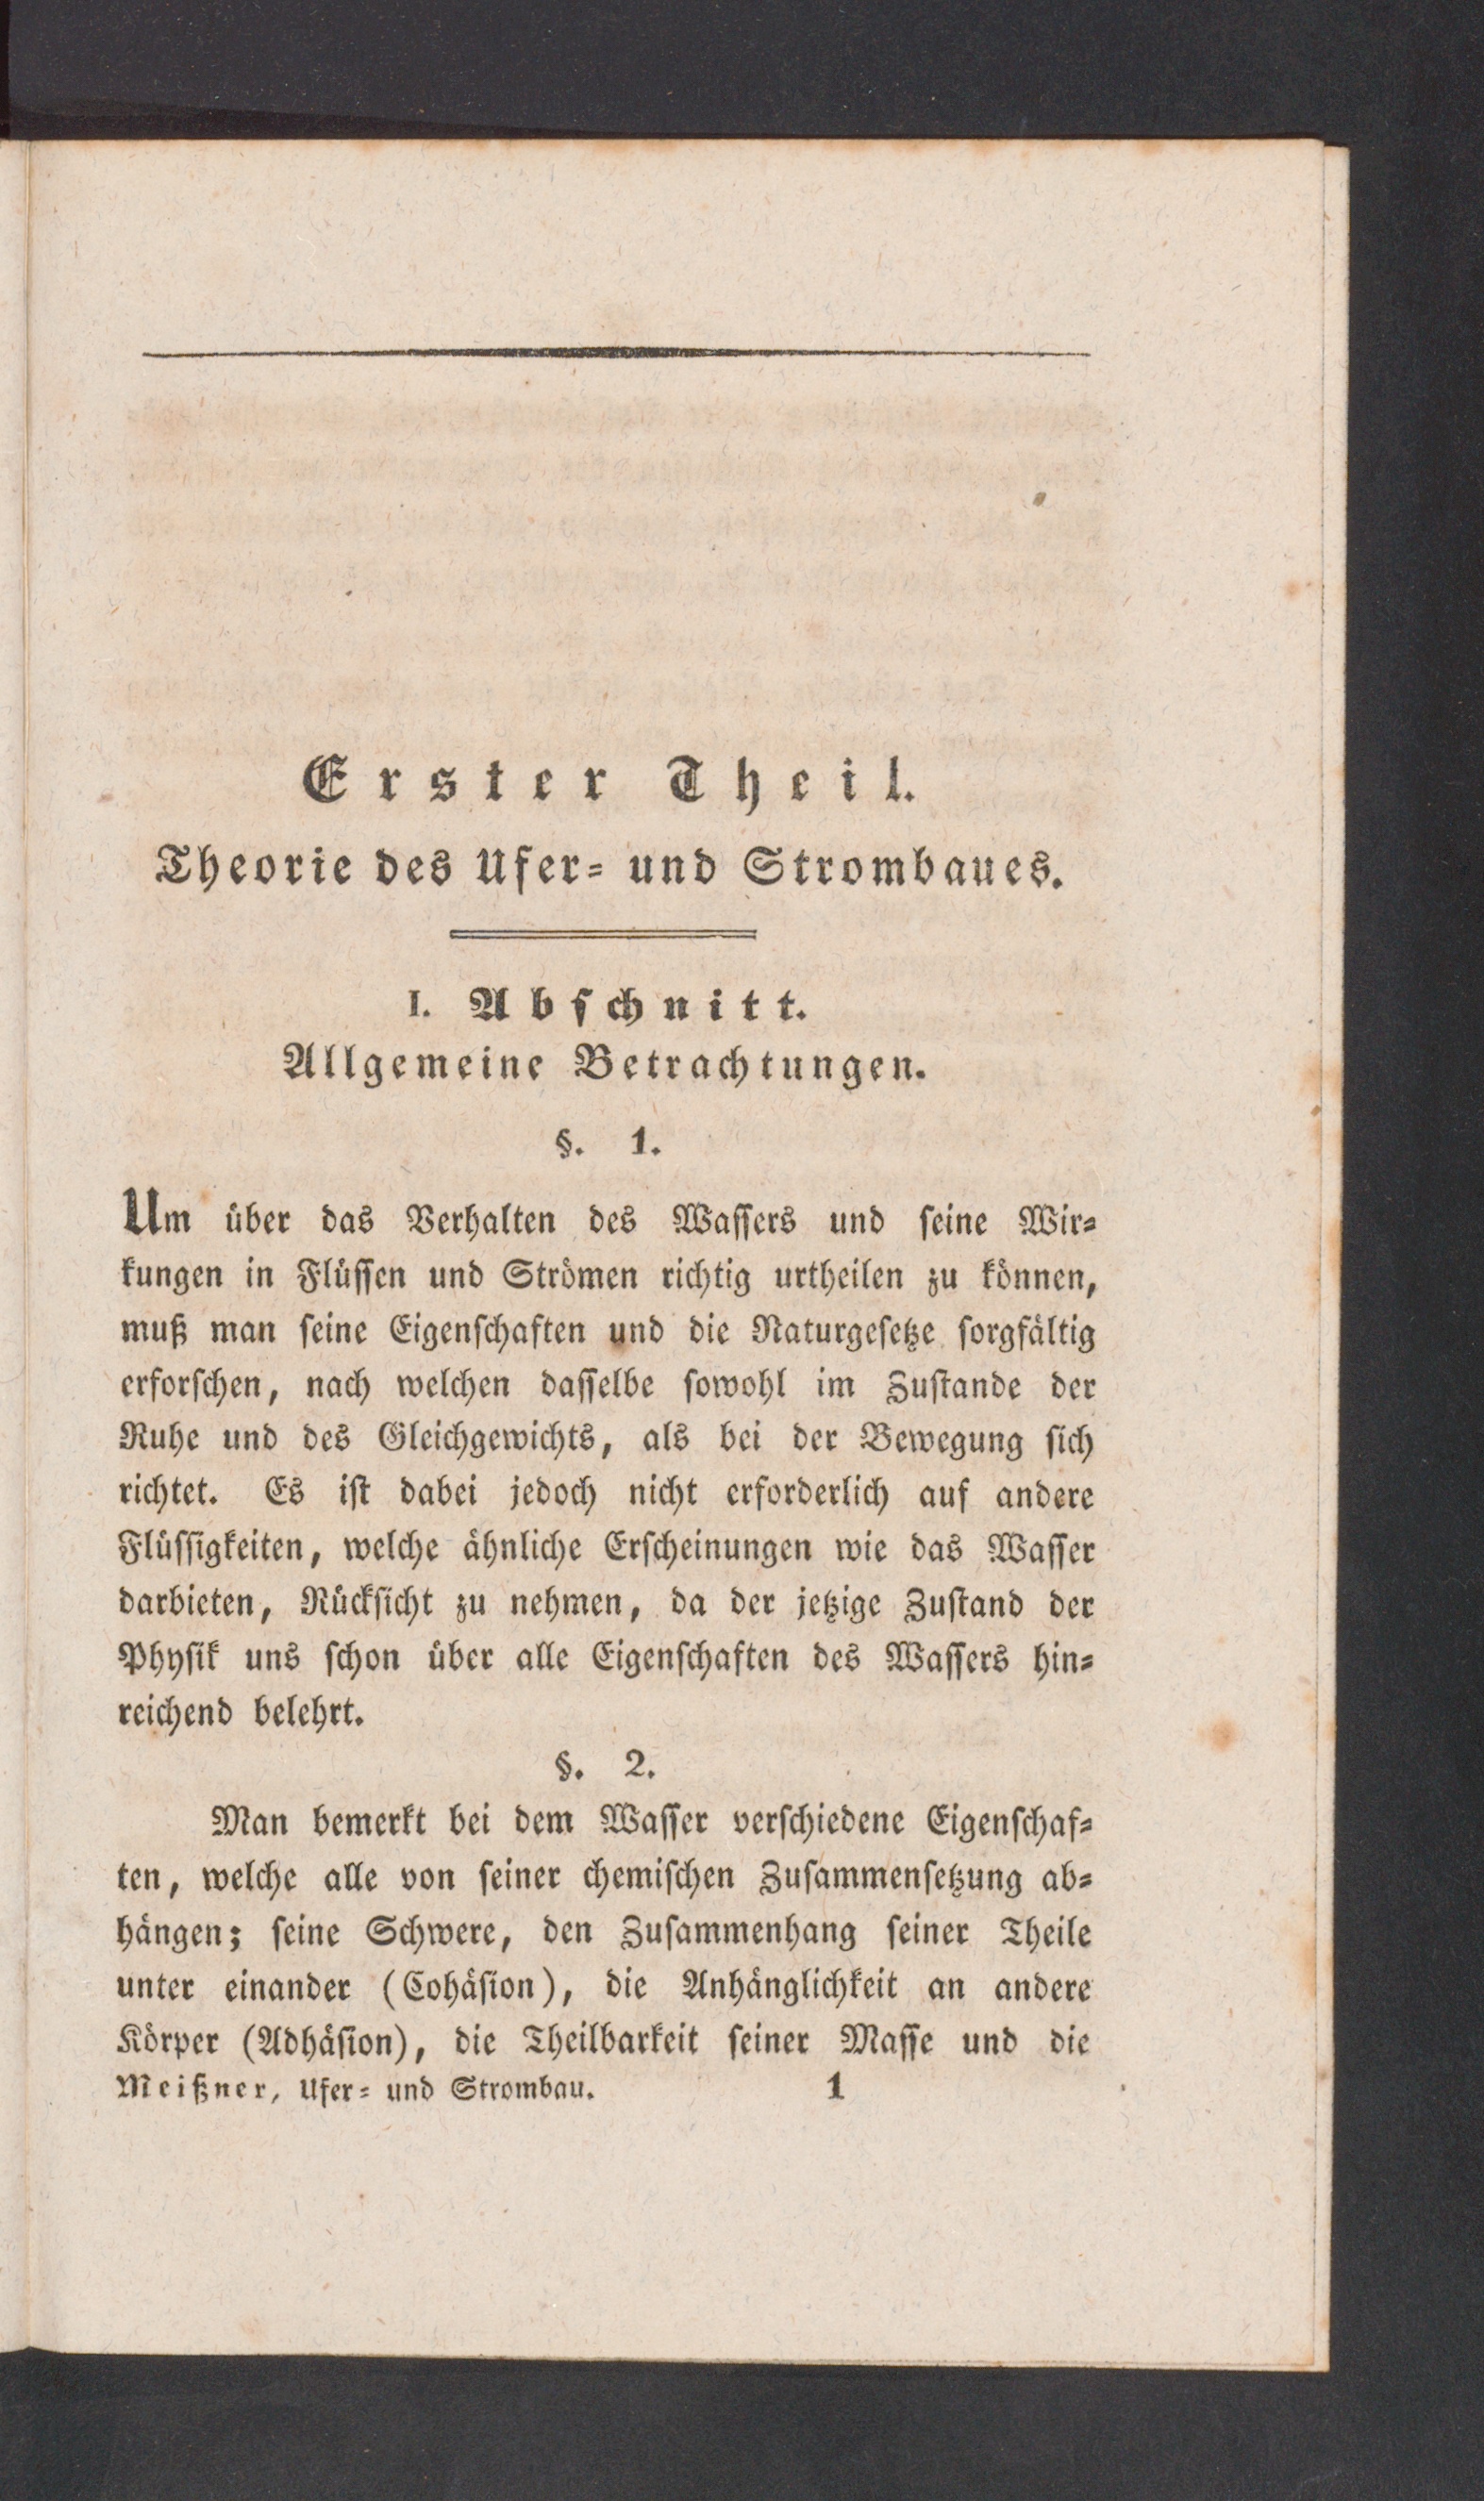 Erster Theil.
Theorie des Ufer- und Strombaues.
I. Abſchnitt.
Allgemeine Betrachtungen.
§. 1.
Um über das Verhalten des Waſſers und ſeine Wir-
kungen in Flüſſen und Strömen richtig urtheilen zu können,
muß man ſeine Eigenſchaften und die Naturgeſetze ſorgfältig
erforſchen, nach welchen daſſelbe ſowohl im Zuſtande der
Ruhe und des Gleichgewichts, als bei der Bewegung ſich
richtet. Es iſt dabei jedoch nicht erforderlich auf andere
Flüſſigkeiten, welche ähnliche Erſcheinungen wie das Waſſer
darbieten, Rückſicht zu nehmen, da der jetzige Zuſtand der
Phyſik uns ſchon über alle Eigenſchaften des Waſſers hin-
reichend belehrt.
§. 2.
Man bemerkt bei dem Waſſer verſchiedene Eigenſchaf-
ten, welche alle von ſeiner chemiſchen Zuſammenſetzung ab-
hängen; ſeine Schwere, den Zuſammenhang ſeiner Theile
unter einander (Cohäſion), die Anhänglichkeit an andere
Körper (Adhäſion), die Theilbarkeit ſeiner Maſſe und die
Meißner, Ufer- und Strombau. 1